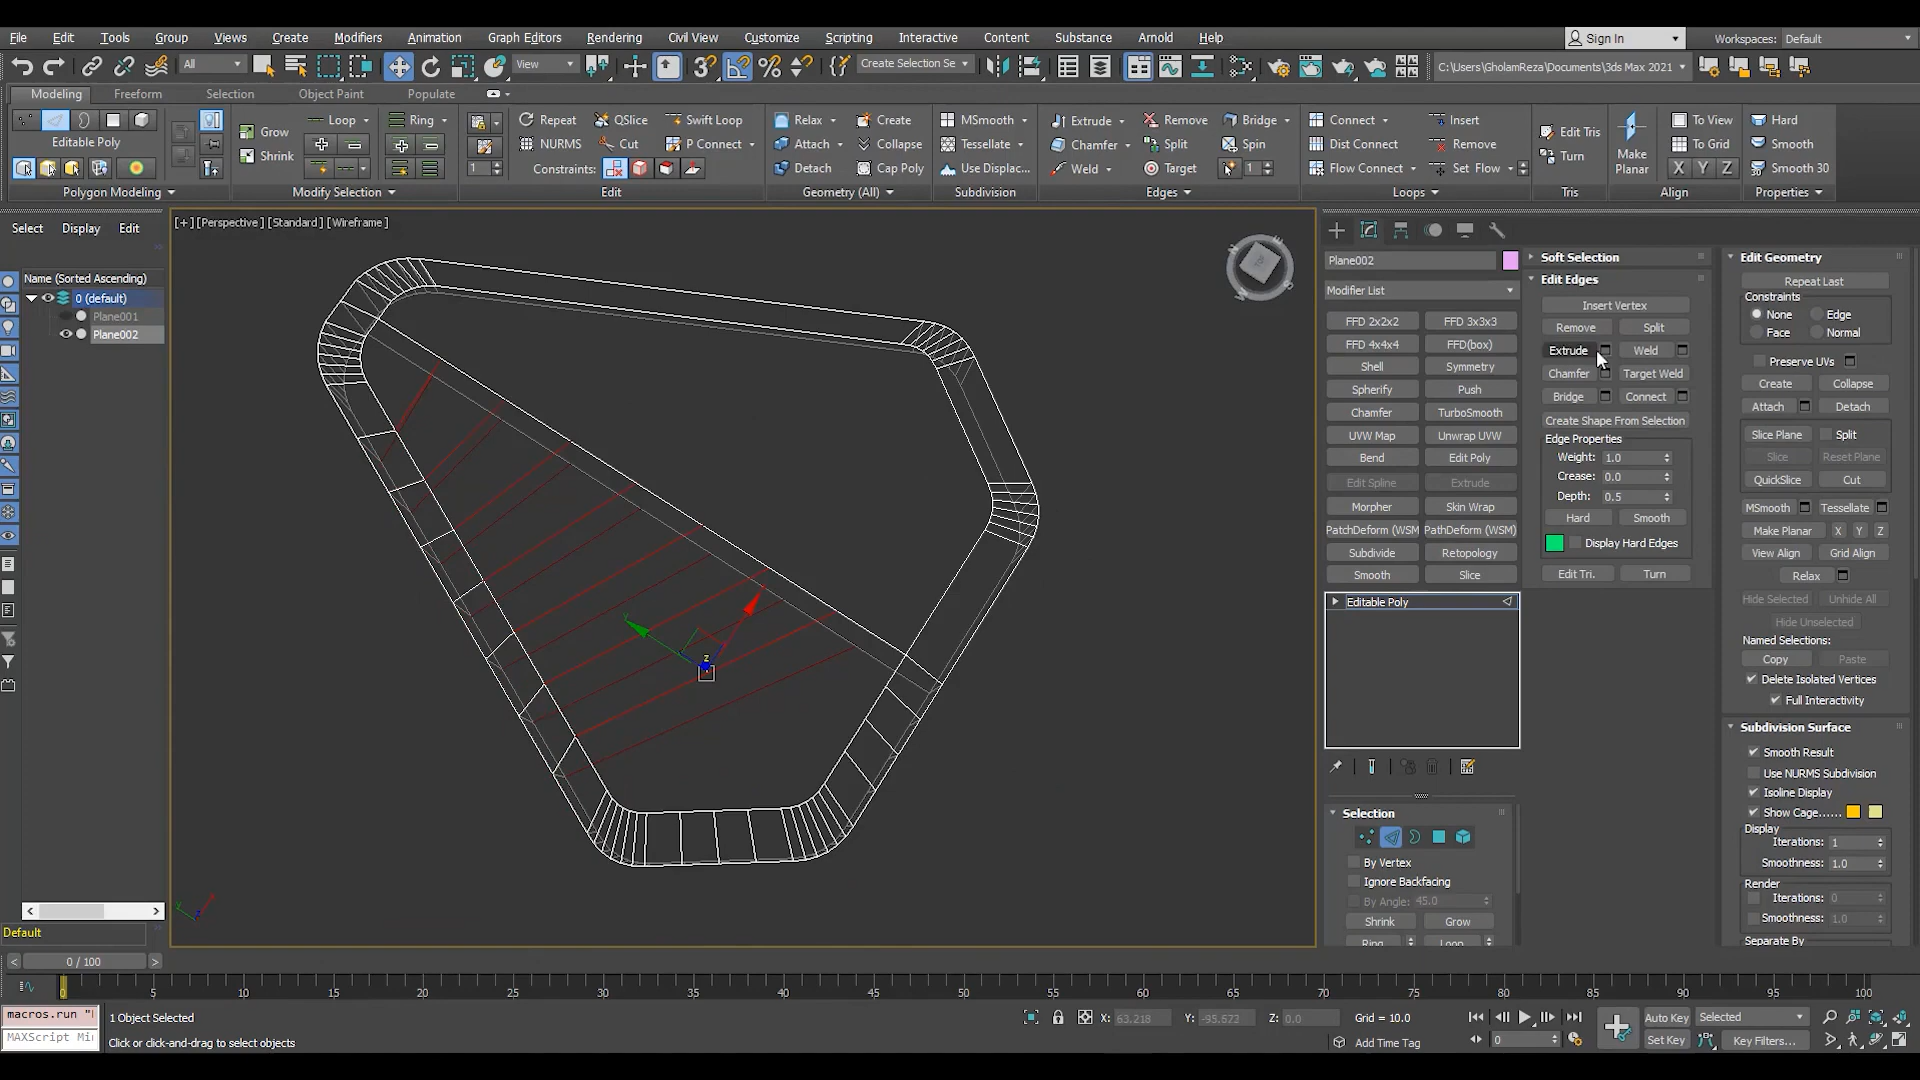 File Edit Tools Group Views Create Modifiers Animation Graph Editors Rendering Civil View Customize Scripting Interactive Content Substance Arnold Help
Sign In
Workspaces: Default
All
View
Create Selection Se
C:\Users\GholamReza\Documents\3ds Max 2021
Modeling Freeform Selection Object Paint Populate
Loop Ring Repeat QSlice Swift Loop Relax Create MSmooth Extrude Remove Bridge Connect Insert To View Hard
Editable Poly Grow NURMS Cut P Connect Attach Collapse Tessellate Chamfer Split Spin Dist Connect Remove Edit Tris Make Planar To Grid Smooth
Shrink 1 Constraints: Detach Cap Poly Use Displac... Weld Target 1 Flow Connect Set Flow Turn X Y Z Smooth 30
Polygon Modeling Modify Selection Edit Geometry (All) Subdivision Edges Loops Tris Align Properties
Select Display Edit
[+] [Perspective] [Standard] [Wireframe]
Name (Sorted Ascending)
0 (default)
Plane001
Plane002
Default
z
Plane002
Modifier List
FFD 2x2x2 FFD 3x3x3
FFD 4x4x4 FFD(box)
Shell Symmetry
Spherify Push
Chamfer TurboSmooth
UVW Map Unwrap UVW
Bend Edit Poly
Edit Spline Extrude
Morpher Skin Wrap
PatchDeform (WSM PathDeform (WSM)
Subdivide Retopology
Smooth Slice
Editable Poly
Selection
By Vertex
Ignore Backfacing
By Angle: 45.0
Shrink Grow
Ring Loop
Soft Selection
Edit Edges
Insert Vertex
Remove Split
Extrude Weld
Chamfer Target Weld
Bridge Connect
Create Shape From Selection
Edge Properties
Weight: 1.0
Crease: 0.0
Depth: 0.5
Hard Smooth
Display Hard Edges
Edit Tri. Turn
Edit Geometry
Repeat Last
Constraints
None Edge
Face Normal
Preserve UVs
Create Collapse
Attach Detach
Slice Plane Split
Slice Reset Plane
QuickSlice Cut
MSmooth Tessellate
Make Planar X Y Z
View Align Grid Align
Relax
Hide Selected Unhide All
Hide Unselected
Named Selections:
Copy Paste
Delete Isolated Vertices
Full Interactivity
Subdivision Surface
Smooth Result
Use NURMS Subdivision
Isoline Display
Show Cage......
Display
Iterations: 1
Smoothness: 1.0
Render
Iterations: 0
Smoothness: 1.0
Separate By
0 / 100
0 5 10 15 20 25 30 35 40 45 50 55 60 65 70 75 80 85 90 95 100
macros.run "
MAXScript Mi
1 Object Selected
Click or click-and-drag to select objects
X: 63.218 Y: -95.673 Z: 0.0 Grid = 10.0
Add Time Tag
0
Auto Key Selected
Set Key Key Filters...